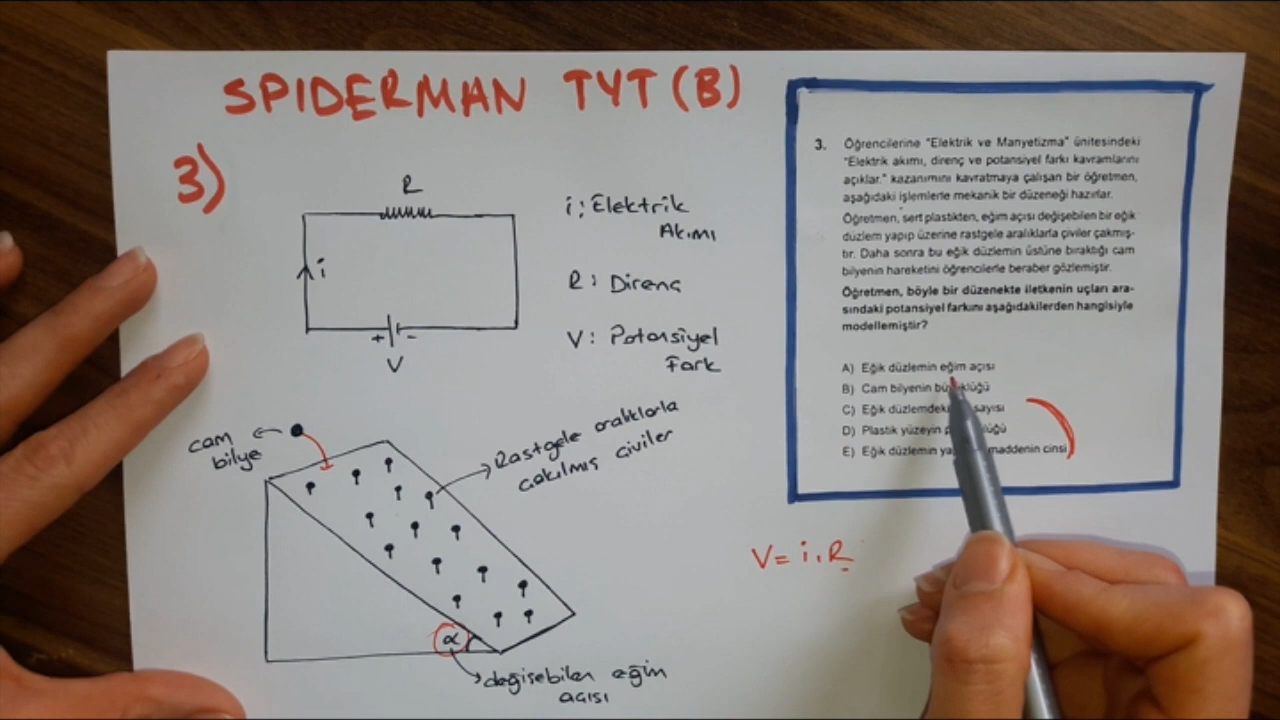 SPIDERMAN TYT (B)
3)
R
i
+ -
V
i: Elektrik
Akımı
R: Direnç
V: Potansiyel
Fark
3. Öğrencilerine "Elektrik ve Manyetizma" ünitesindeki
"Elektrik akımı, direnç ve potansiyel farkı kavramlarını
açıklar." kazanımını kavratmaya çalışan bir öğretmen,
aşağıdaki işlemlerle mekanik bir düzeneği hazırlar.
Öğretmen, sert plastikten, eğim açısı değişebilen bir eğik
düzlem yapıp üzerine rastgele aralıklarla çiviler çakmış-
tır. Daha sonra bu eğik düzlemin üstüne bıraktığı cam
bilyenin hareketini öğrencilerle beraber gözlemiştir.
Öğretmen, böyle bir düzenekte iletkenin uçları ara-
sındaki potansiyel farkını aşağıdakilerden hangisiyle
modellemiştir?
A) Eğik düzlemin eğim açısı
B) Cam bilyenin
C) Eğik düzlemdeki sayısı
D) Plastik yüzeyin
E) Eğik düzlemin maddenin cinsi
cam
bilye
Rastgele aralıklarla
çakılmış çiviler
α
değişebilen eğim
açısı
V = i.R